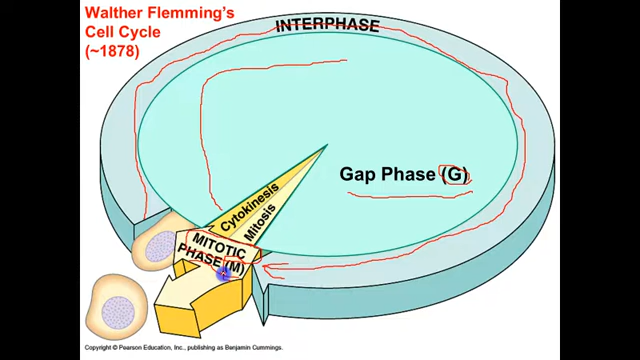 Walther Flemming's
Cell Cycle
(~1878)
INTERPHASE
Gap Phase (G)
Cytokinesis
Mitosis
MITOTIC
PHASE (M)
Copyright © Pearson Education, Inc., publishing as Benjamin Cummings.